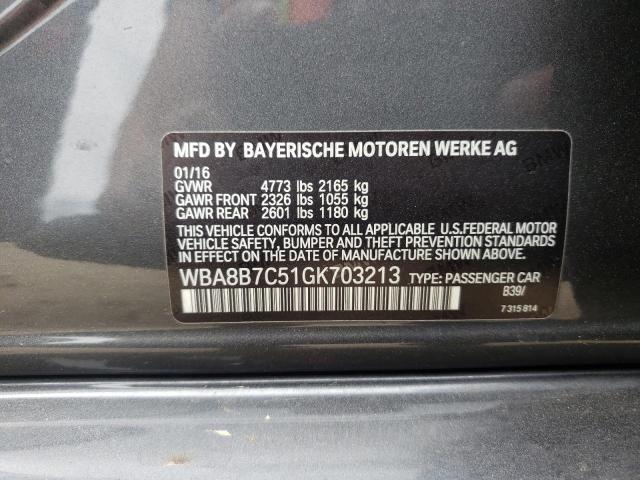 MFD BY BAYERISCHE MOTOREN WERKE AG
01/16
GVWR 4773 lbs 2165 kg
GAWR FRONT 2326 lbs 1055 kg
GAWR REAR 2601 lbs 1180 kg
THIS VEHICLE CONFORMS TO ALL APPLICABLE U.S.FEDERAL MOTOR
VEHICLE SAFETY, BUMPER AND THEFT PREVENTION STANDARDS
IN EFFECT ON THE DATE OF MANUFACTURE SHOWN ABOVE.
WBA8B7C51GK703213 TYPE: PASSENGER CAR
B39/
7 315 814